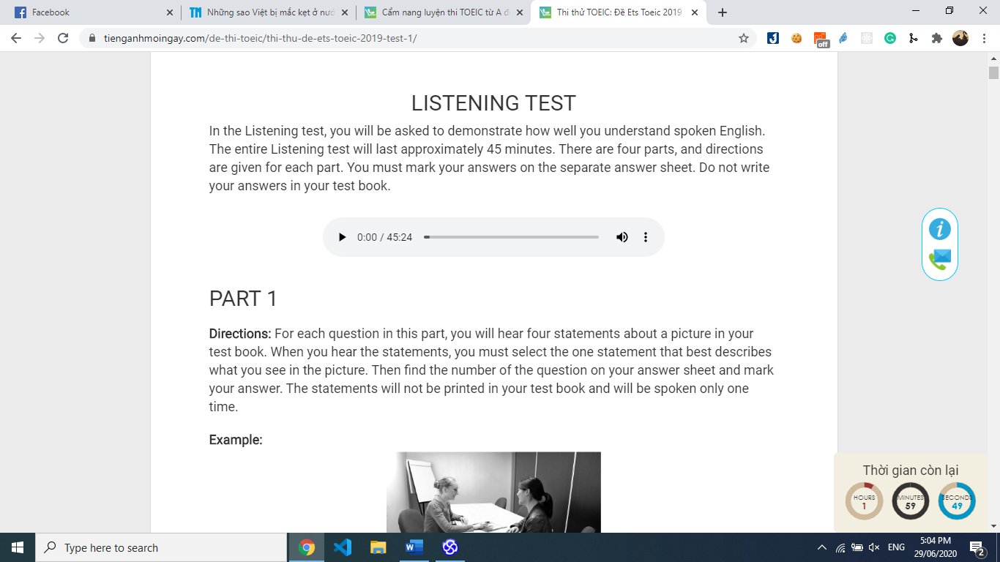 Facebook
Những sao Việt bị mắc kẹt ở nướ
Cẩm nang luyện thi TOEIC từ A đ
Thi thử TOEIC: Đề Ets Toeic 2019
tienganhmoingay.com/de-thi-toeic/thi-thu-de-ets-toeic-2019-test-1/
off
LISTENING TEST
In the Listening test, you will be asked to demonstrate how well you understand spoken English.
The entire Listening test will last approximately 45 minutes. There are four parts, and directions
are given for each part. You must mark your answers on the separate answer sheet. Do not write
your answers in your test book.
0:00 / 45:24
PART 1
Directions: For each question in this part, you will hear four statements about a picture in your
test book. When you hear the statements, you must select the one statement that best describes
what you see in the picture. Then find the number of the question on your answer sheet and mark
your answer. The statements will not be printed in your test book and will be spoken only one
time.
Example:
Thời gian còn lại
HOURS MINUTES SECONDS
1 59 49
Type here to search
ENG
5:04 PM
29/06/2020
2